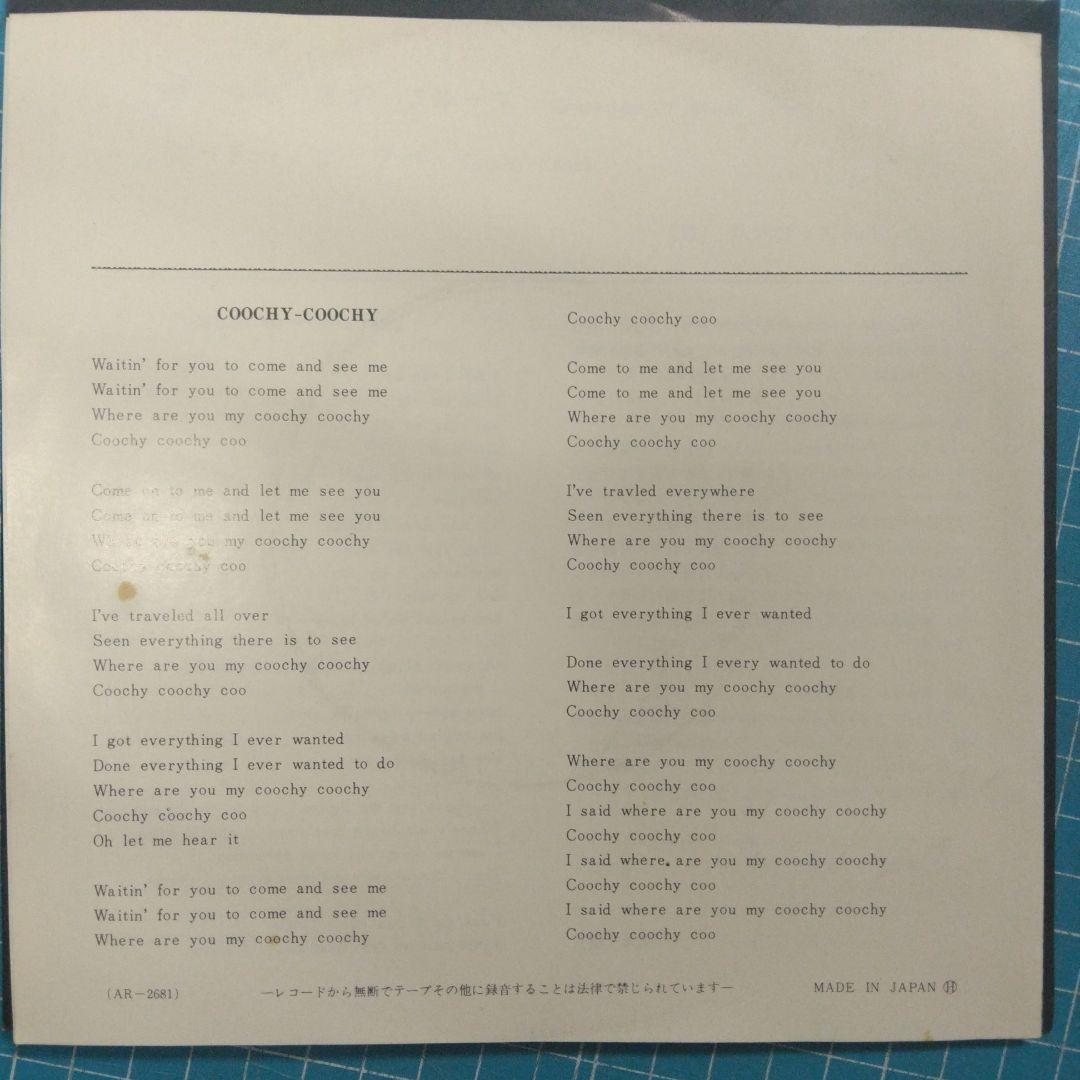 COOCHY-COOCHY
Waitin' for you to come and see me
Waitin' for you to come and see me
Where are you my coochy coochy
Coochy coochy coo
Come on to me and let me see you
Come on to me and let me see you
Where are you my coochy coochy
Coochy coochy coo
I've traveled all over
Seen everything there is to see
Where are you my coochy coochy
Coochy coochy coo
I got everything I ever wanted
Done everything I ever wanted to do
Where are you my coochy coochy
Coochy coochy coo
Oh let me hear it
Waitin' for you to come and see me
Waitin' for you to come and see me
Where are you my coochy coochy
Coochy coochy coo
Come to me and let me see you
Come to me and let me see you
Where are you my coochy coochy
Coochy coochy coo
I've travled everywhere
Seen everything there is to see
Where are you my coochy coochy
Coochy coochy coo
I got everything I ever wanted
Done everything I every wanted to do
Where are you my coochy coochy
Coochy coochy coo
Where are you my coochy coochy
Coochy coochy coo
I said where are you my coochy coochy
Coochy coochy coo
I said where are you my coochy coochy
Coochy coochy coo
I said where are you my coochy coochy
Coochy coochy coo
(AR-2681) —レコードから無断でテープその他に録音することは法律で禁じられています— MADE IN JAPAN Ⓗ